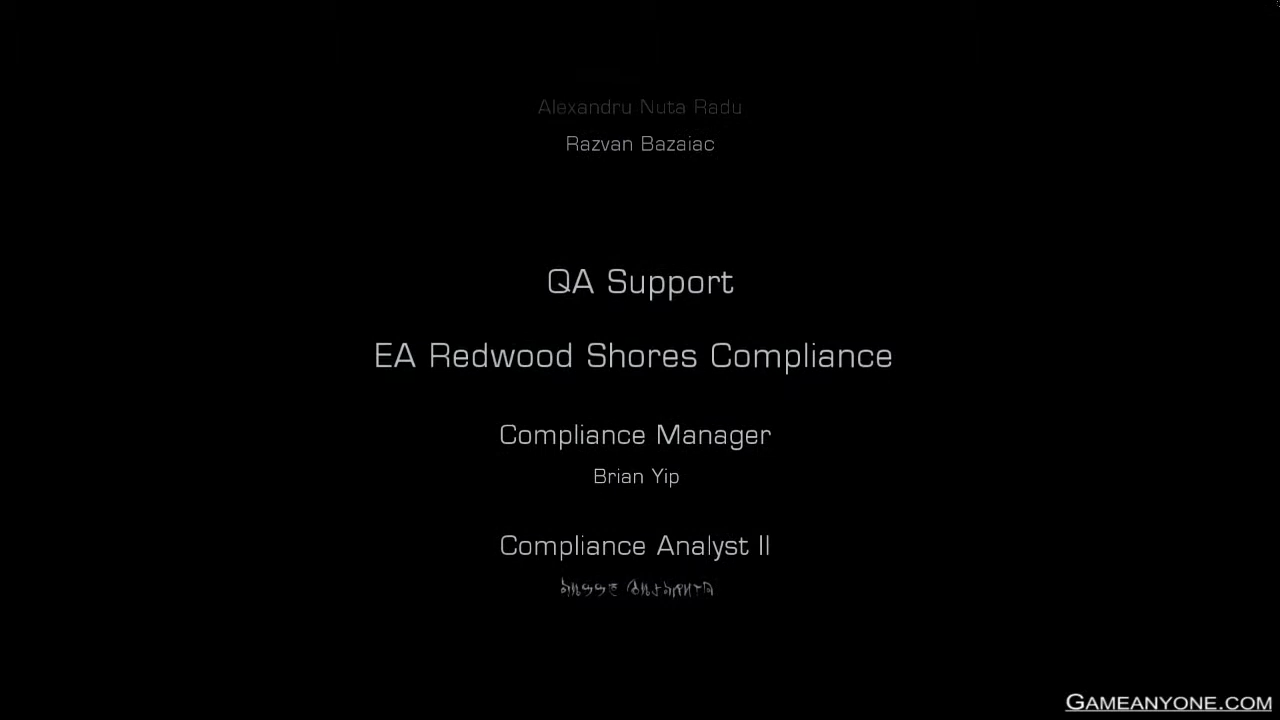 Alexandru Nuta Radu
Razvan Bazaiac
QA Support
EA Redwood Shores Compliance
Compliance Manager
Brian Yip
Compliance Analyst II
GAMEANYONE.COM